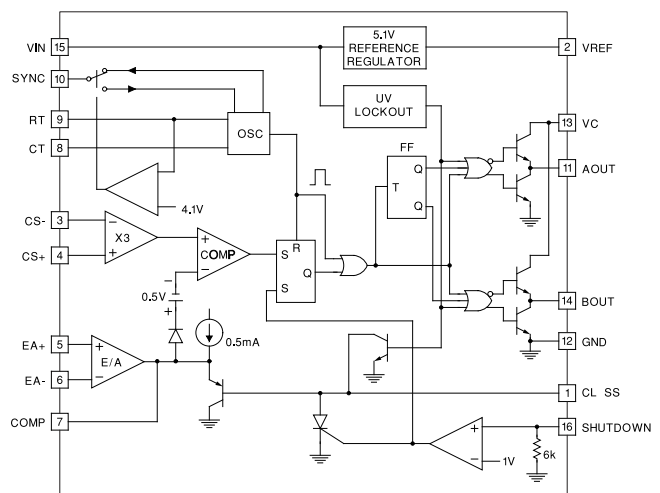 VIN 15
5.1V
REFERENCE
REGULATOR
2 VREF
SYNC 10
UV
LOCKOUT
RT 9
CT 8
OSC
13 VC
FF
11 AOUT
Q
T
Q
4.1V
CS- 3
CS+ 4
−
X3
+
+
COMP
−
R
S
Q
S
0.5V
−
+
0.5mA
14 BOUT
12 GND
EA+ 5
EA- 6
+
E/A
−
COMP 7
1 CL SS
16 SHUTDOWN
+
−
1V
6k